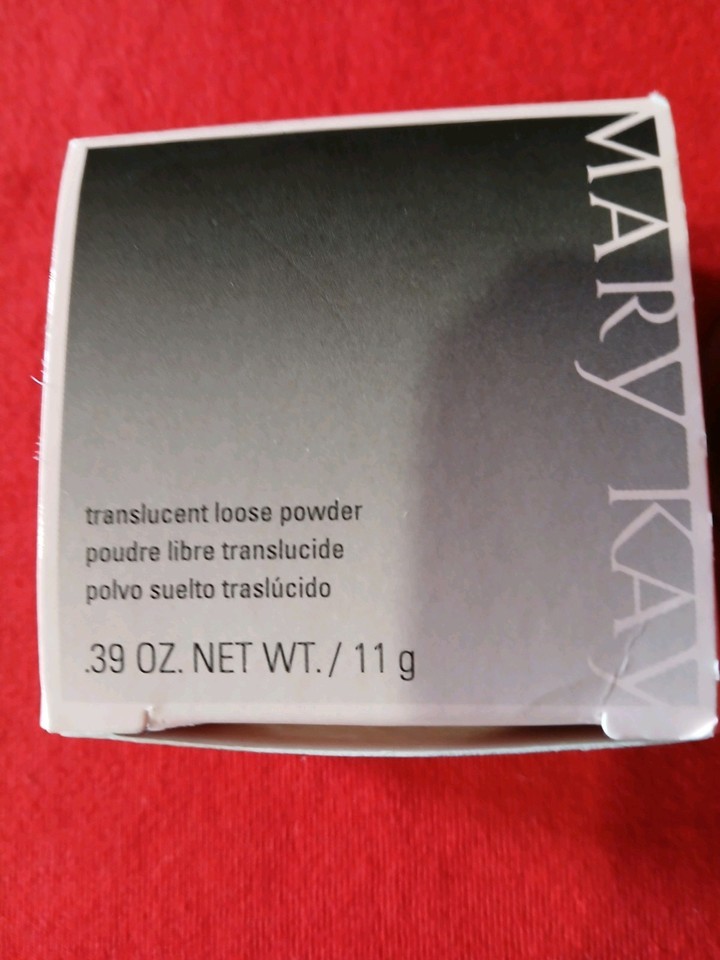 MARY KAY
translucent loose powder
poudre libre translucide
polvo suelto traslúcido
.39 OZ. NET WT. / 11 g